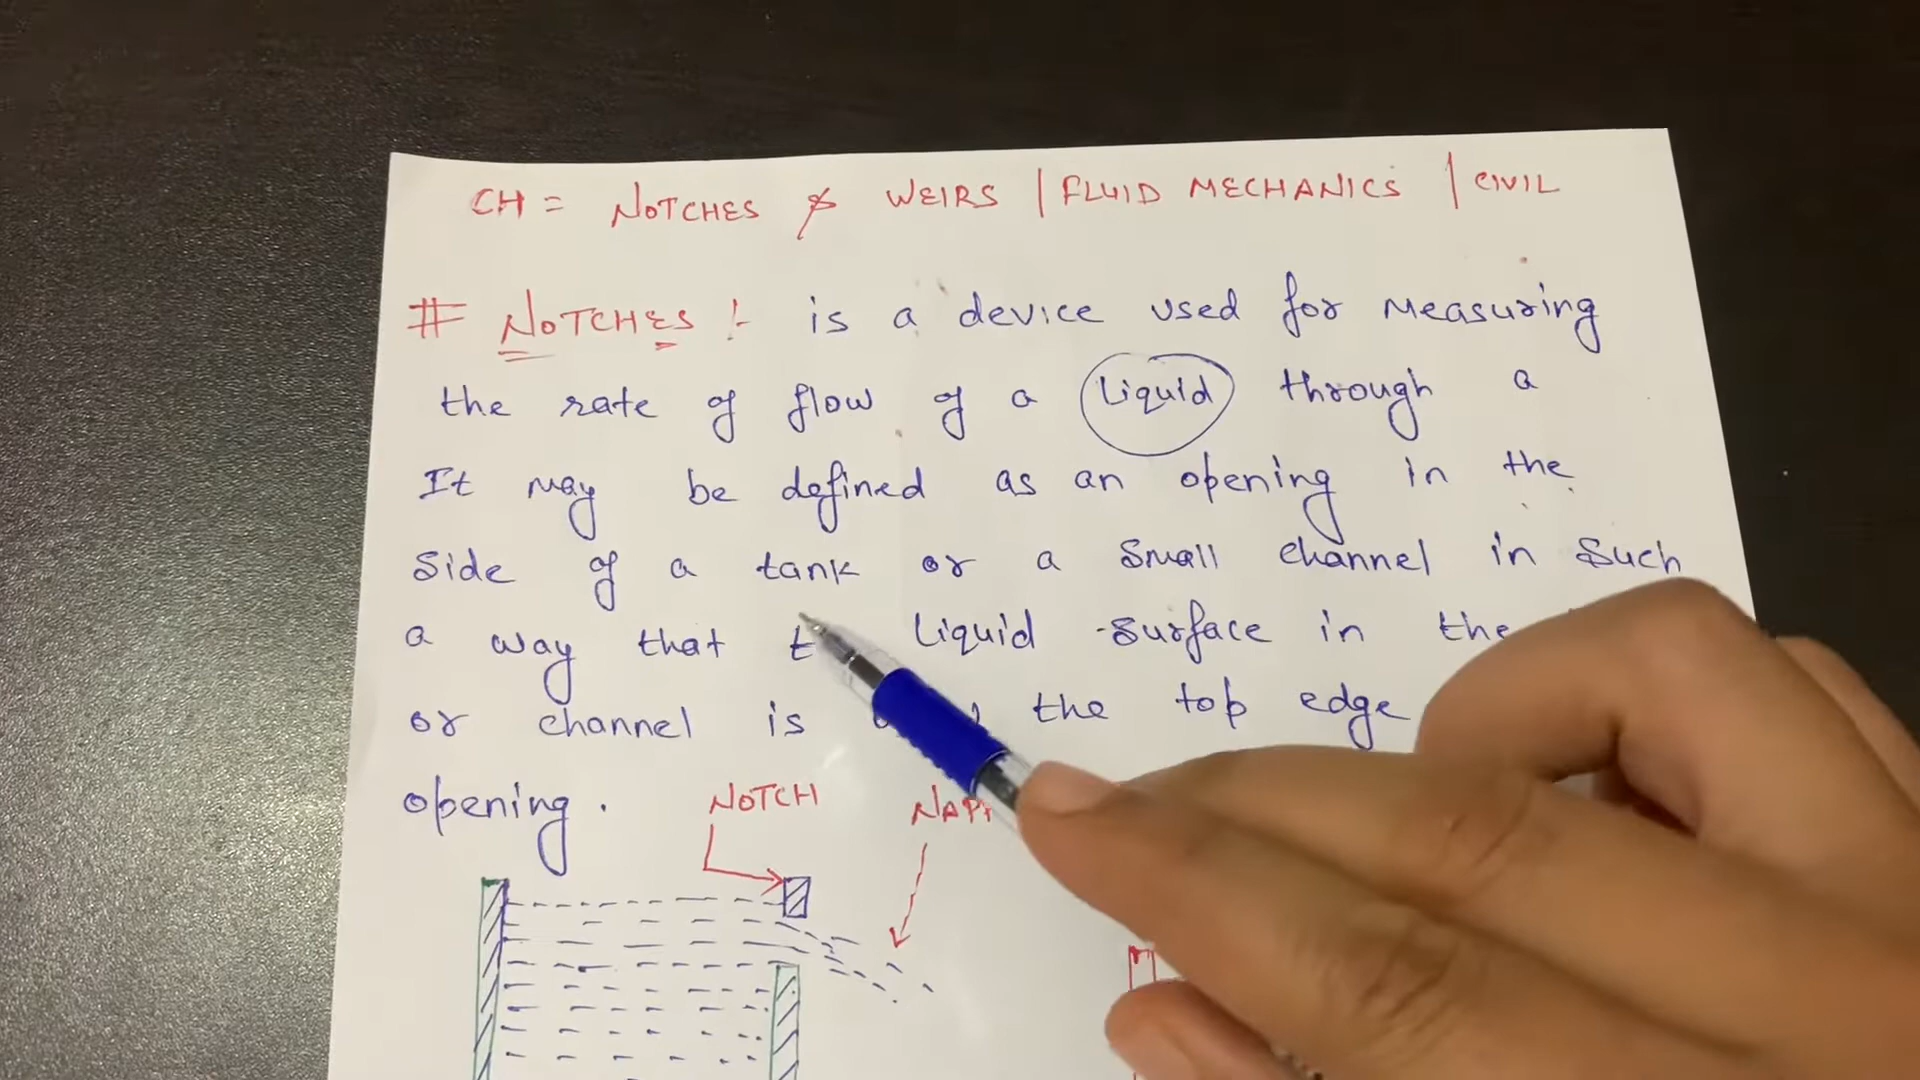 CH = NOTCHES & WEIRS | FLUID MECHANICS | CIVIL
# NOTCHES :- is a device used for measuring
the rate of flow of a liquid through a
It may be defined as an opening in the
side of a tank or a small channel in such
a way that liquid surface in the
or channel is the top edge
opening.
NOTCH